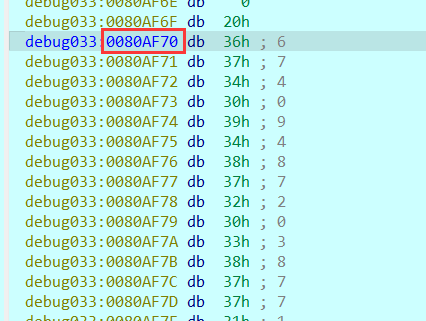 debug033:0080AF6E db 0
debug033:0080AF6F db 20h
debug033:0080AF70 db 36h ; 6
debug033:0080AF71 db 37h ; 7
debug033:0080AF72 db 34h ; 4
debug033:0080AF73 db 30h ; 0
debug033:0080AF74 db 39h ; 9
debug033:0080AF75 db 34h ; 4
debug033:0080AF76 db 38h ; 8
debug033:0080AF77 db 37h ; 7
debug033:0080AF78 db 32h ; 2
debug033:0080AF79 db 30h ; 0
debug033:0080AF7A db 33h ; 3
debug033:0080AF7B db 38h ; 8
debug033:0080AF7C db 37h ; 7
debug033:0080AF7D db 37h ; 7
debug033:0080AF7E db 31h ; 1